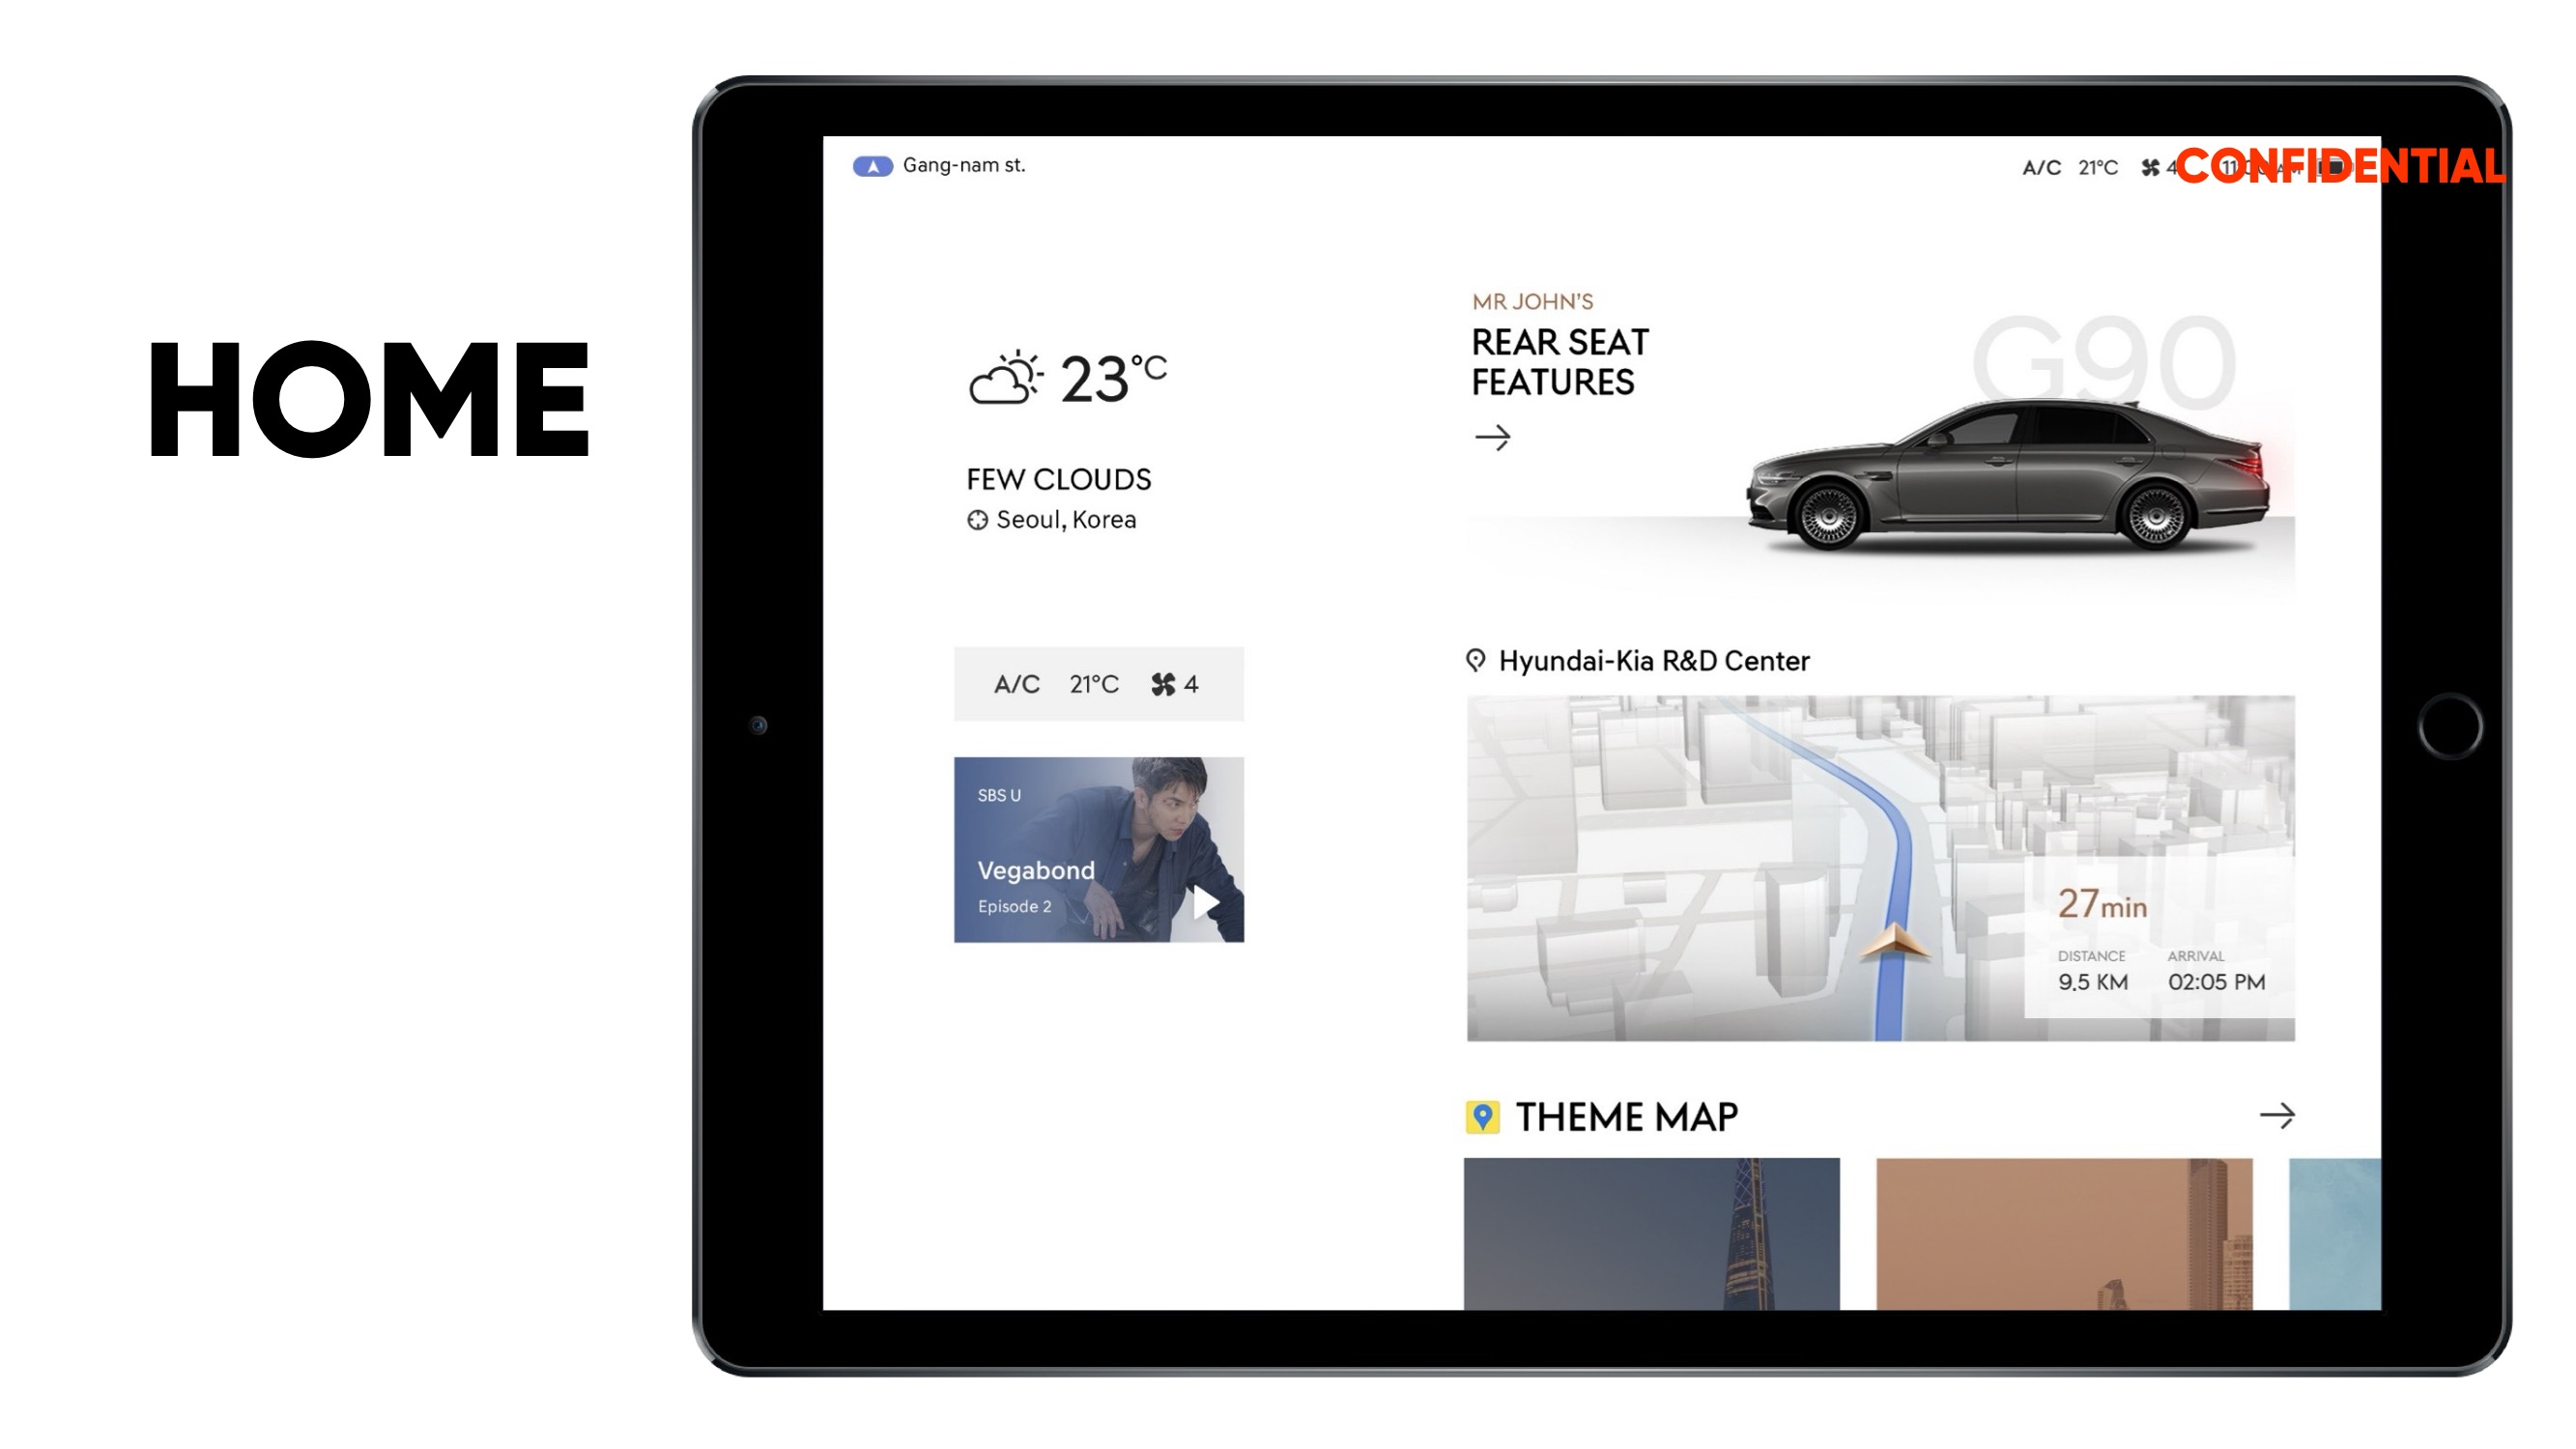 HOME
Gang-nam st.
A/C 21°C 4
CONFIDENTIAL
23°C
FEW CLOUDS
Seoul, Korea
A/C 21°C 4
SBS U
Vegabond
Episode 2
MR JOHN'S
REAR SEAT
FEATURES
G90
Hyundai-Kia R&D Center
27min
DISTANCE ARRIVAL
9.5 KM 02:05 PM
THEME MAP